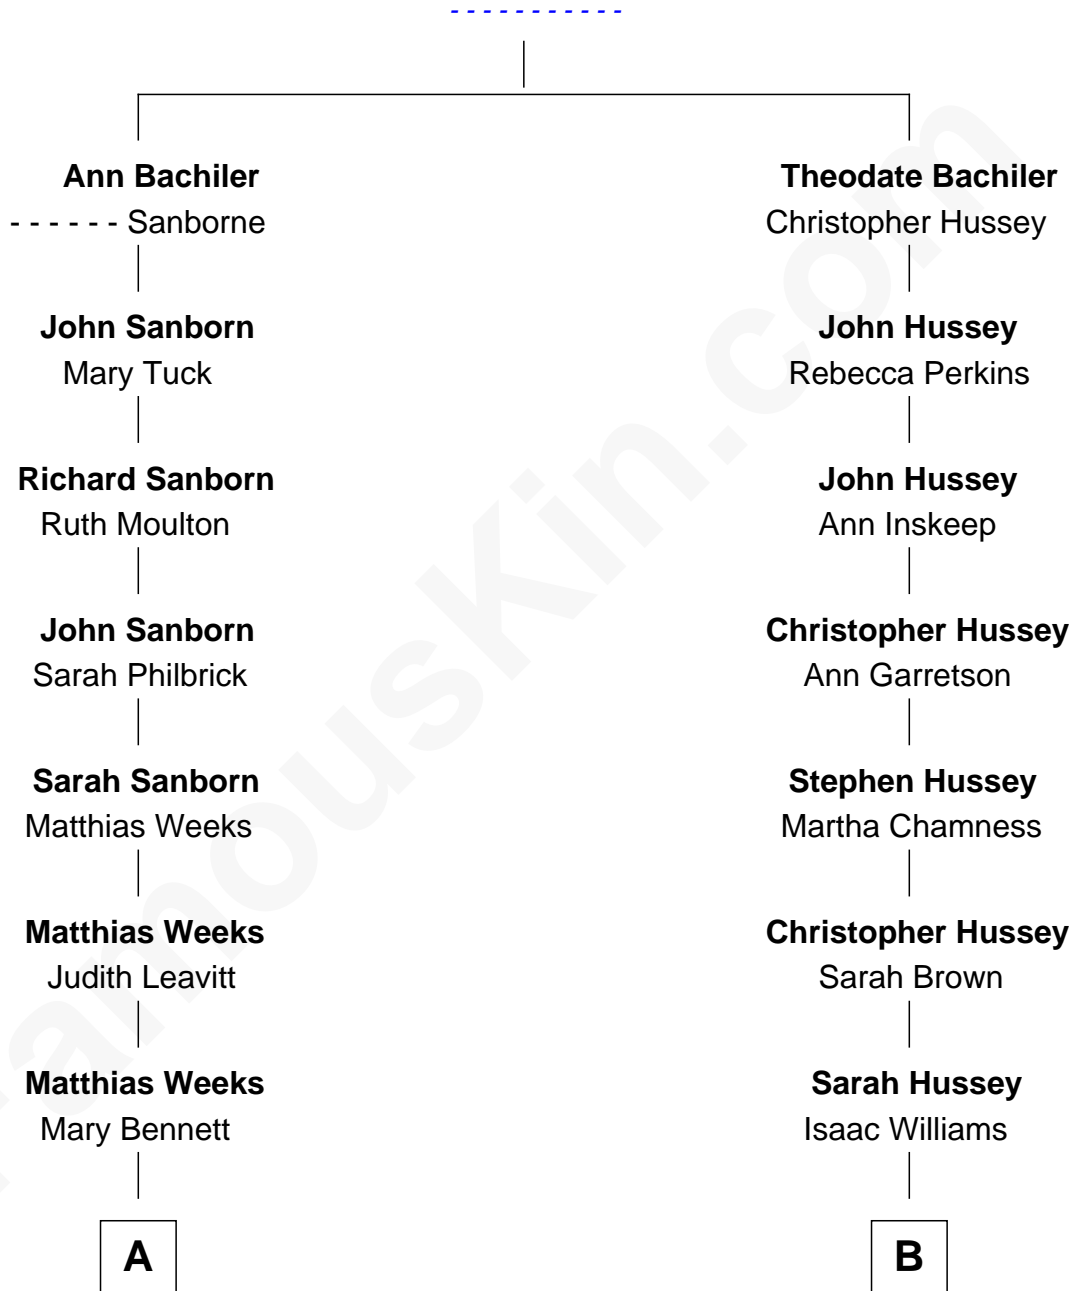 - - - - - - - - - - -
Ann Bachiler
- - - - - - Sanborne
John Sanborn
Mary Tuck
Richard Sanborn
Ruth Moulton
John Sanborn
Sarah Philbrick
Sarah Sanborn
Matthias Weeks
Matthias Weeks
Judith Leavitt
Matthias Weeks
Mary Bennett
A
Theodate Bachiler
Christopher Hussey
John Hussey
Rebecca Perkins
John Hussey
Ann Inskeep
Christopher Hussey
Ann Garretson
Stephen Hussey
Martha Chamness
Christopher Hussey
Sarah Brown
Sarah Hussey
Isaac Williams
B
FamousKin.com